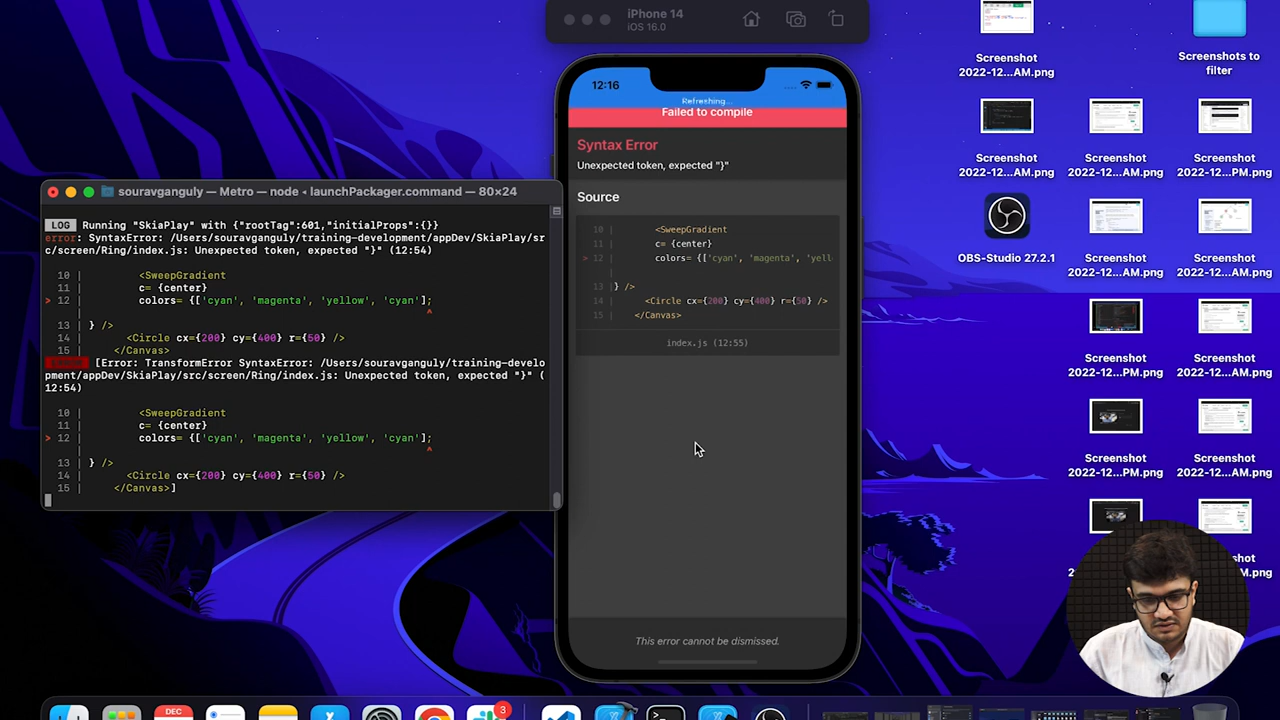 iPhone 14
iOS 16.0
12:16
Refreshing...
Failed to compile
Syntax Error
Unexpected token, expected "}"
Source
10 | <SweepGradient
11 | c= {center}
> 12 | colors= {['cyan', 'magenta', 'yell
|
13 | } />
14 | <Circle cx={200} cy={400} r={50} />
15 | </Canvas>
index.js (12:55)
This error cannot be dismissed.
souravganguly — Metro — node ◂ launchPackager.command — 80×24
LOG Running "SkiaPlay" with {"rootTag":601,"initialProps":{}}
error: SyntaxError: /Users/souravganguly/training-development/appDev/SkiaPlay/sr
c/screen/Ring/index.js: Unexpected token, expected "}" (12:54)
10 | <SweepGradient
11 | c= {center}
> 12 | colors= {['cyan', 'magenta', 'yellow', 'cyan'];
| ^
13 | } />
14 | <Circle cx={200} cy={400} r={50} />
15 | </Canvas>
[Error: TransformError SyntaxError: /Users/souravganguly/training-develo
pment/appDev/SkiaPlay/src/screen/Ring/index.js: Unexpected token, expected "}" (
12:54)
10 | <SweepGradient
11 | c= {center}
> 12 | colors= {['cyan', 'magenta', 'yellow', 'cyan'];
| ^
13 | } />
14 | <Circle cx={200} cy={400} r={50} />
15 | </Canvas>]
Screenshot
2022-12...AM.png
Screenshots to
filter
Screenshot
2022-12...AM.png
Screenshot
2022-12...AM.png
Screenshot
2022-12...PM.png
OBS-Studio 27.2.1
Screenshot
2022-12...AM.png
Screenshot
2022-12...AM.png
Screenshot
2022-12...PM.png
Screenshot
2022-12...AM.png
Screenshot
2022-12...PM.png
Screenshot
2022-12...AM.png
DEC
3